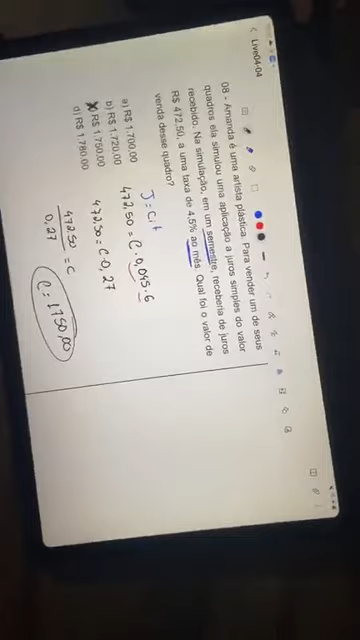 Live04-04
08 - Amanda é uma artista plástica. Para vender um de seus
quadros ela simulou uma aplicação a juros simples do valor
recebido. Na simulação, em um semestre, receberia de juros
R$ 472,50, a uma taxa de 4,5% ao mês. Qual foi o valor de
venda desse quadro?
a) R$ 1.700.00
b) R$ 1.720.00
R$ 1.750.00
d) R$ 1.780.00
J = C.i.t
472,50 = C.0,045.6
472,50 = C.0,27
472,50 = C
0,27
C = 1750,00